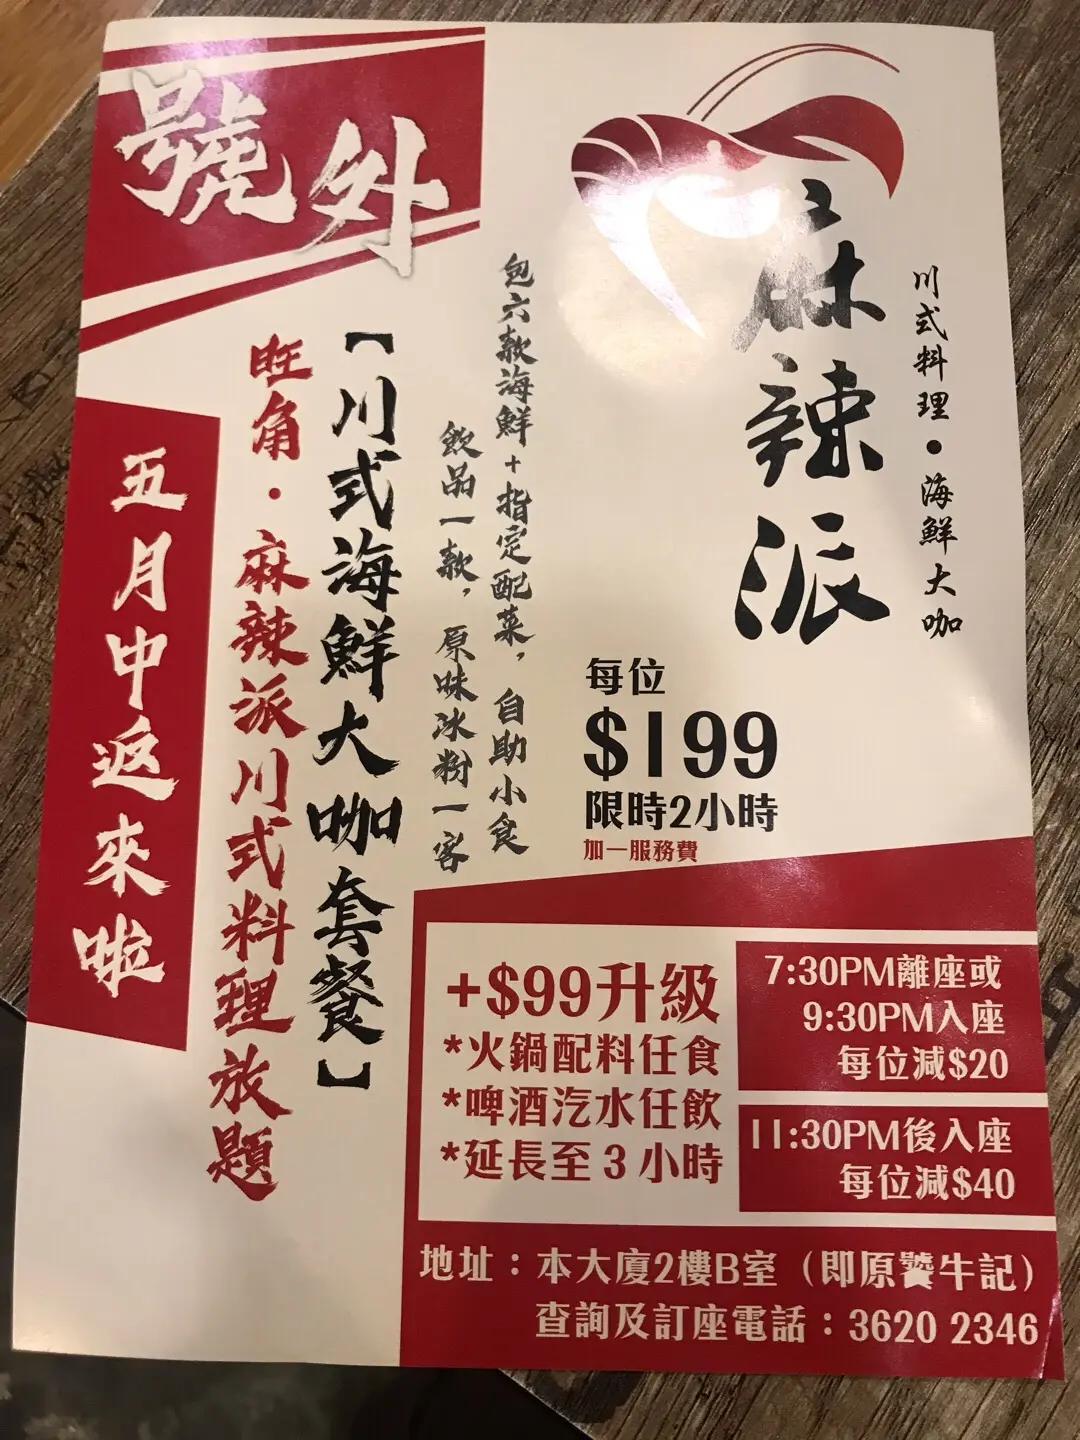 號外
麻辣派
川式料理•海鮮大咖
包六款海鮮+指定配菜，自助小食
飲品一款，原味冰粉一客
【川式海鮮大咖套餐】
旺角・麻辣派川式料理放題
五月中返來啦
每位
$199
限時2小時
加一服務費
+$99升級
*火鍋配料任食
*啤酒汽水任飲
*延長至3小時
7:30PM離座或
9:30PM入座
每位減$20
11:30PM後入座
每位減$40
地址：本大廈2樓B室（即原饗牛記）
查詢及訂座電話：3620 2346